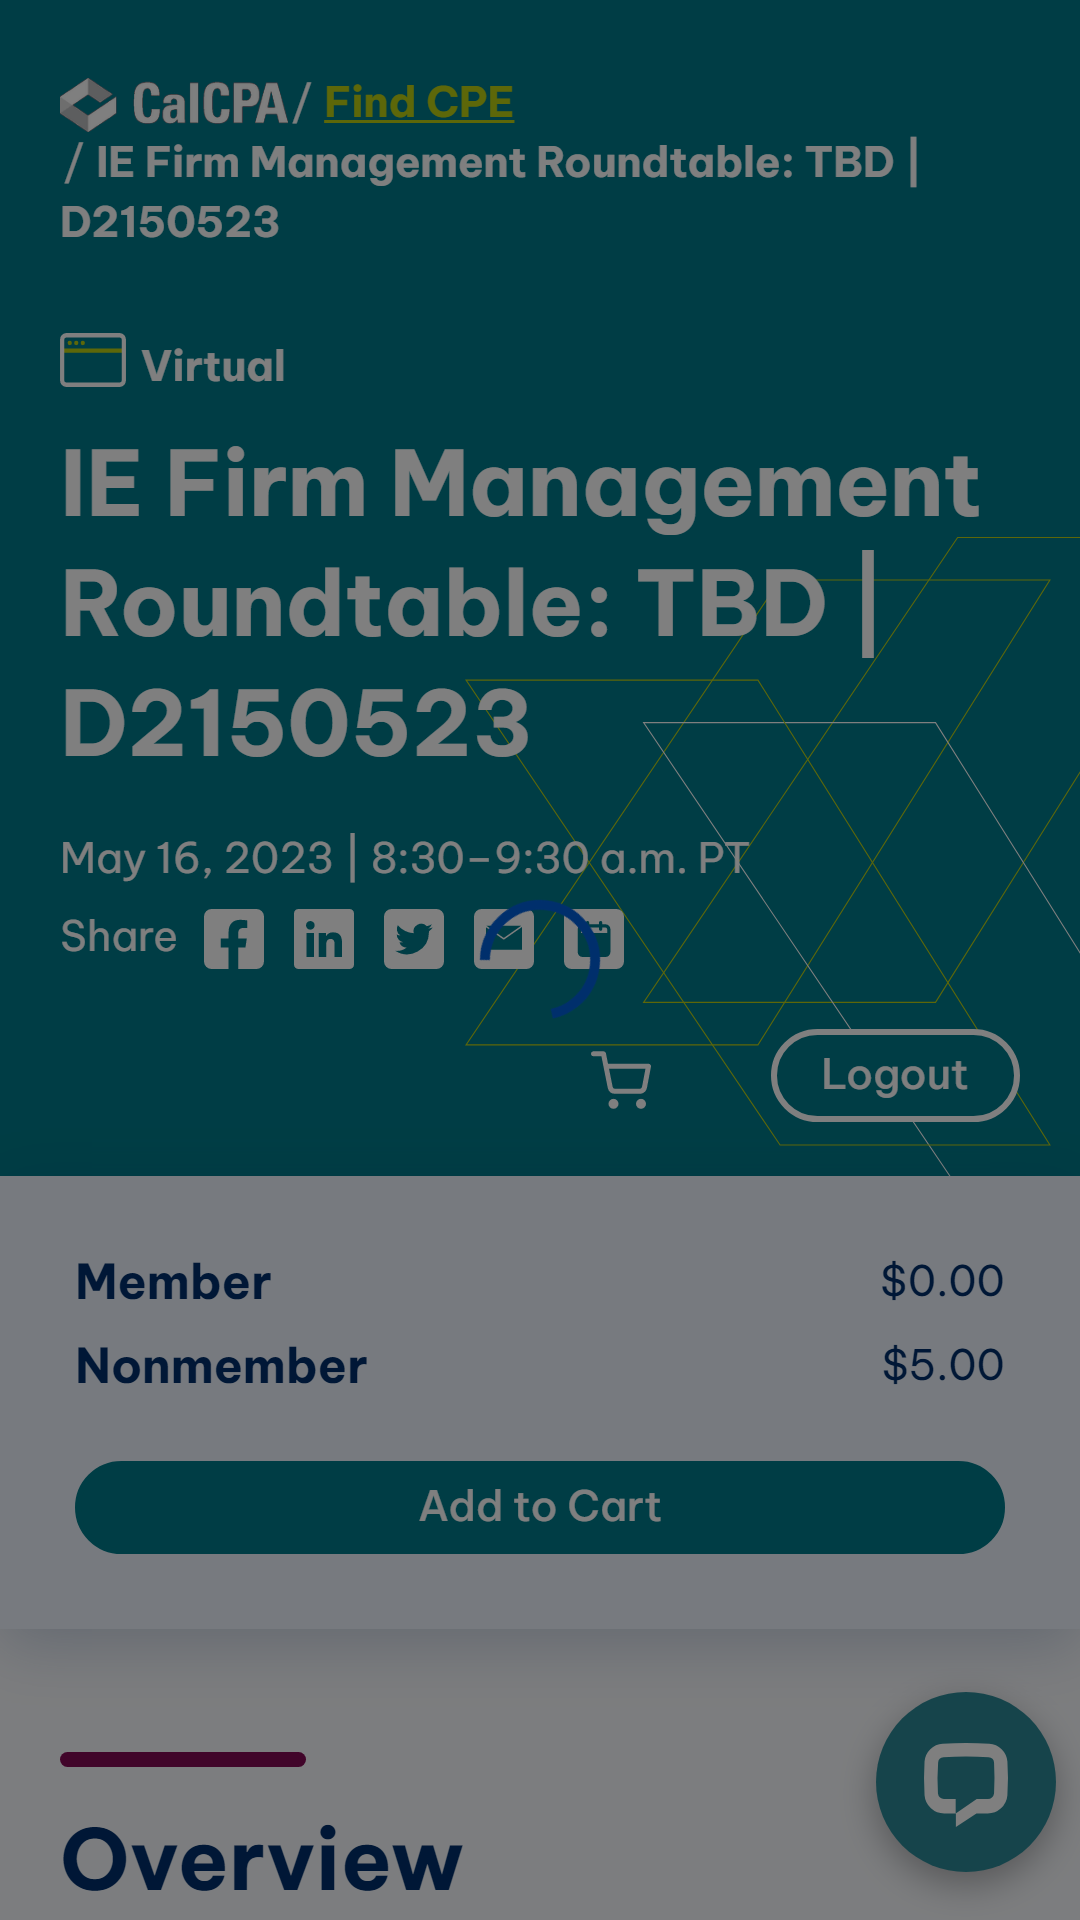 CalCPA / Find CPE
/ IE Firm Management Roundtable: TBD |
D2150523
Virtual
IE Firm Management
Roundtable: TBD |
D2150523
May 16, 2023 | 8:30–9:30 a.m. PT
Share
Logout
Member $0.00
Nonmember $5.00
Add to Cart
Overview